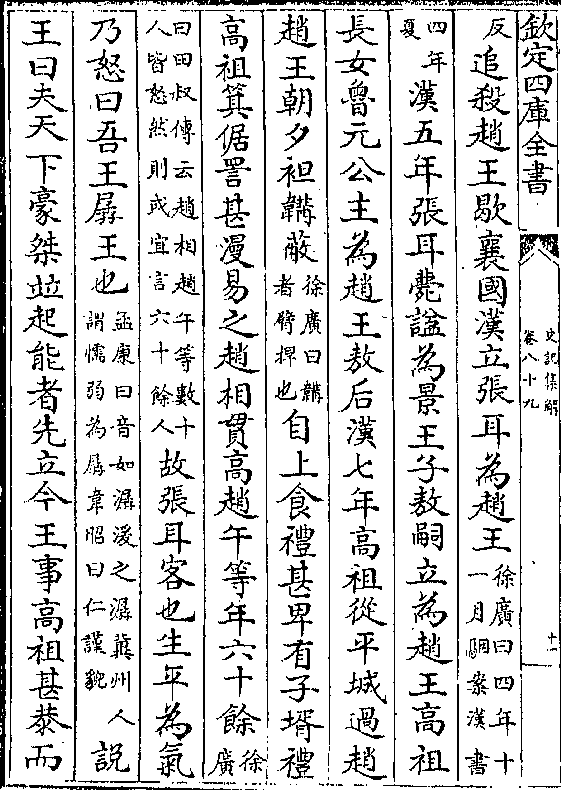 欽定四庫全書
史記集解
卷八十九
十一
反追殺趙王歇襄國漢立張耳為趙王徐廣曰四年十一月駰案漢書
四年夏漢五年張耳薨諡為景王子敖嗣立為趙王高祖
長女魯元公主為趙王敖后漢七年高祖從平城過趙
趙王朝夕袒韝蔽徐廣曰韝者臂捍也自上食禮甚卑有子壻禮
高祖箕倨詈甚漫易之趙相貫高趙午等年六十餘徐廣
曰田叔傳云趙相趙午等數十人皆怒然則或宜言六十餘人故張耳客也生平為氣
乃怒曰吾王孱王也孟康曰音如潺湲之潺冀州人謂懦弱為孱韋昭曰仁謹貌說
王曰夫天下豪桀竝起能者先立今王事高祖甚恭而